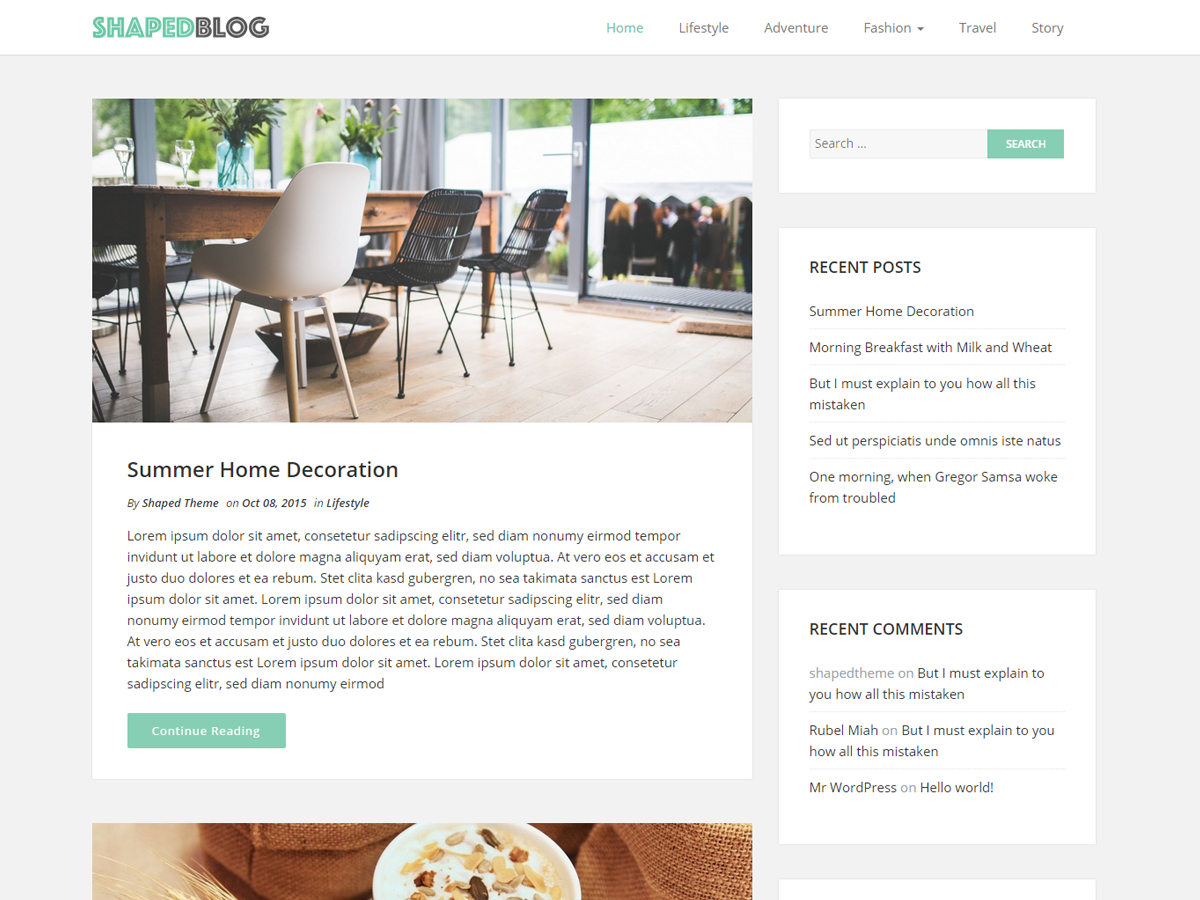 SHAPEDBLOG
Home Lifestyle Adventure Fashion Travel Story
Summer Home Decoration
By Shaped Theme on Oct 08, 2015 in Lifestyle
Lorem ipsum dolor sit amet, consetetur sadipscing elitr, sed diam nonumy eirmod tempor
invidunt ut labore et dolore magna aliquyam erat, sed diam voluptua. At vero eos et accusam et
justo duo dolores et ea rebum. Stet clita kasd gubergren, no sea takimata sanctus est Lorem
ipsum dolor sit amet. Lorem ipsum dolor sit amet, consetetur sadipscing elitr, sed diam
nonumy eirmod tempor invidunt ut labore et dolore magna aliquyam erat, sed diam voluptua.
At vero eos et accusam et justo duo dolores et ea rebum. Stet clita kasd gubergren, no sea
takimata sanctus est Lorem ipsum dolor sit amet. Lorem ipsum dolor sit amet, consetetur
sadipscing elitr, sed diam nonumy eirmod
Continue Reading
Search ...
SEARCH
RECENT POSTS
Summer Home Decoration
Morning Breakfast with Milk and Wheat
But I must explain to you how all this
mistaken
Sed ut perspiciatis unde omnis iste natus
One morning, when Gregor Samsa woke
from troubled
RECENT COMMENTS
shapedtheme on But I must explain to
you how all this mistaken
Rubel Miah on But I must explain to you
how all this mistaken
Mr WordPress on Hello world!